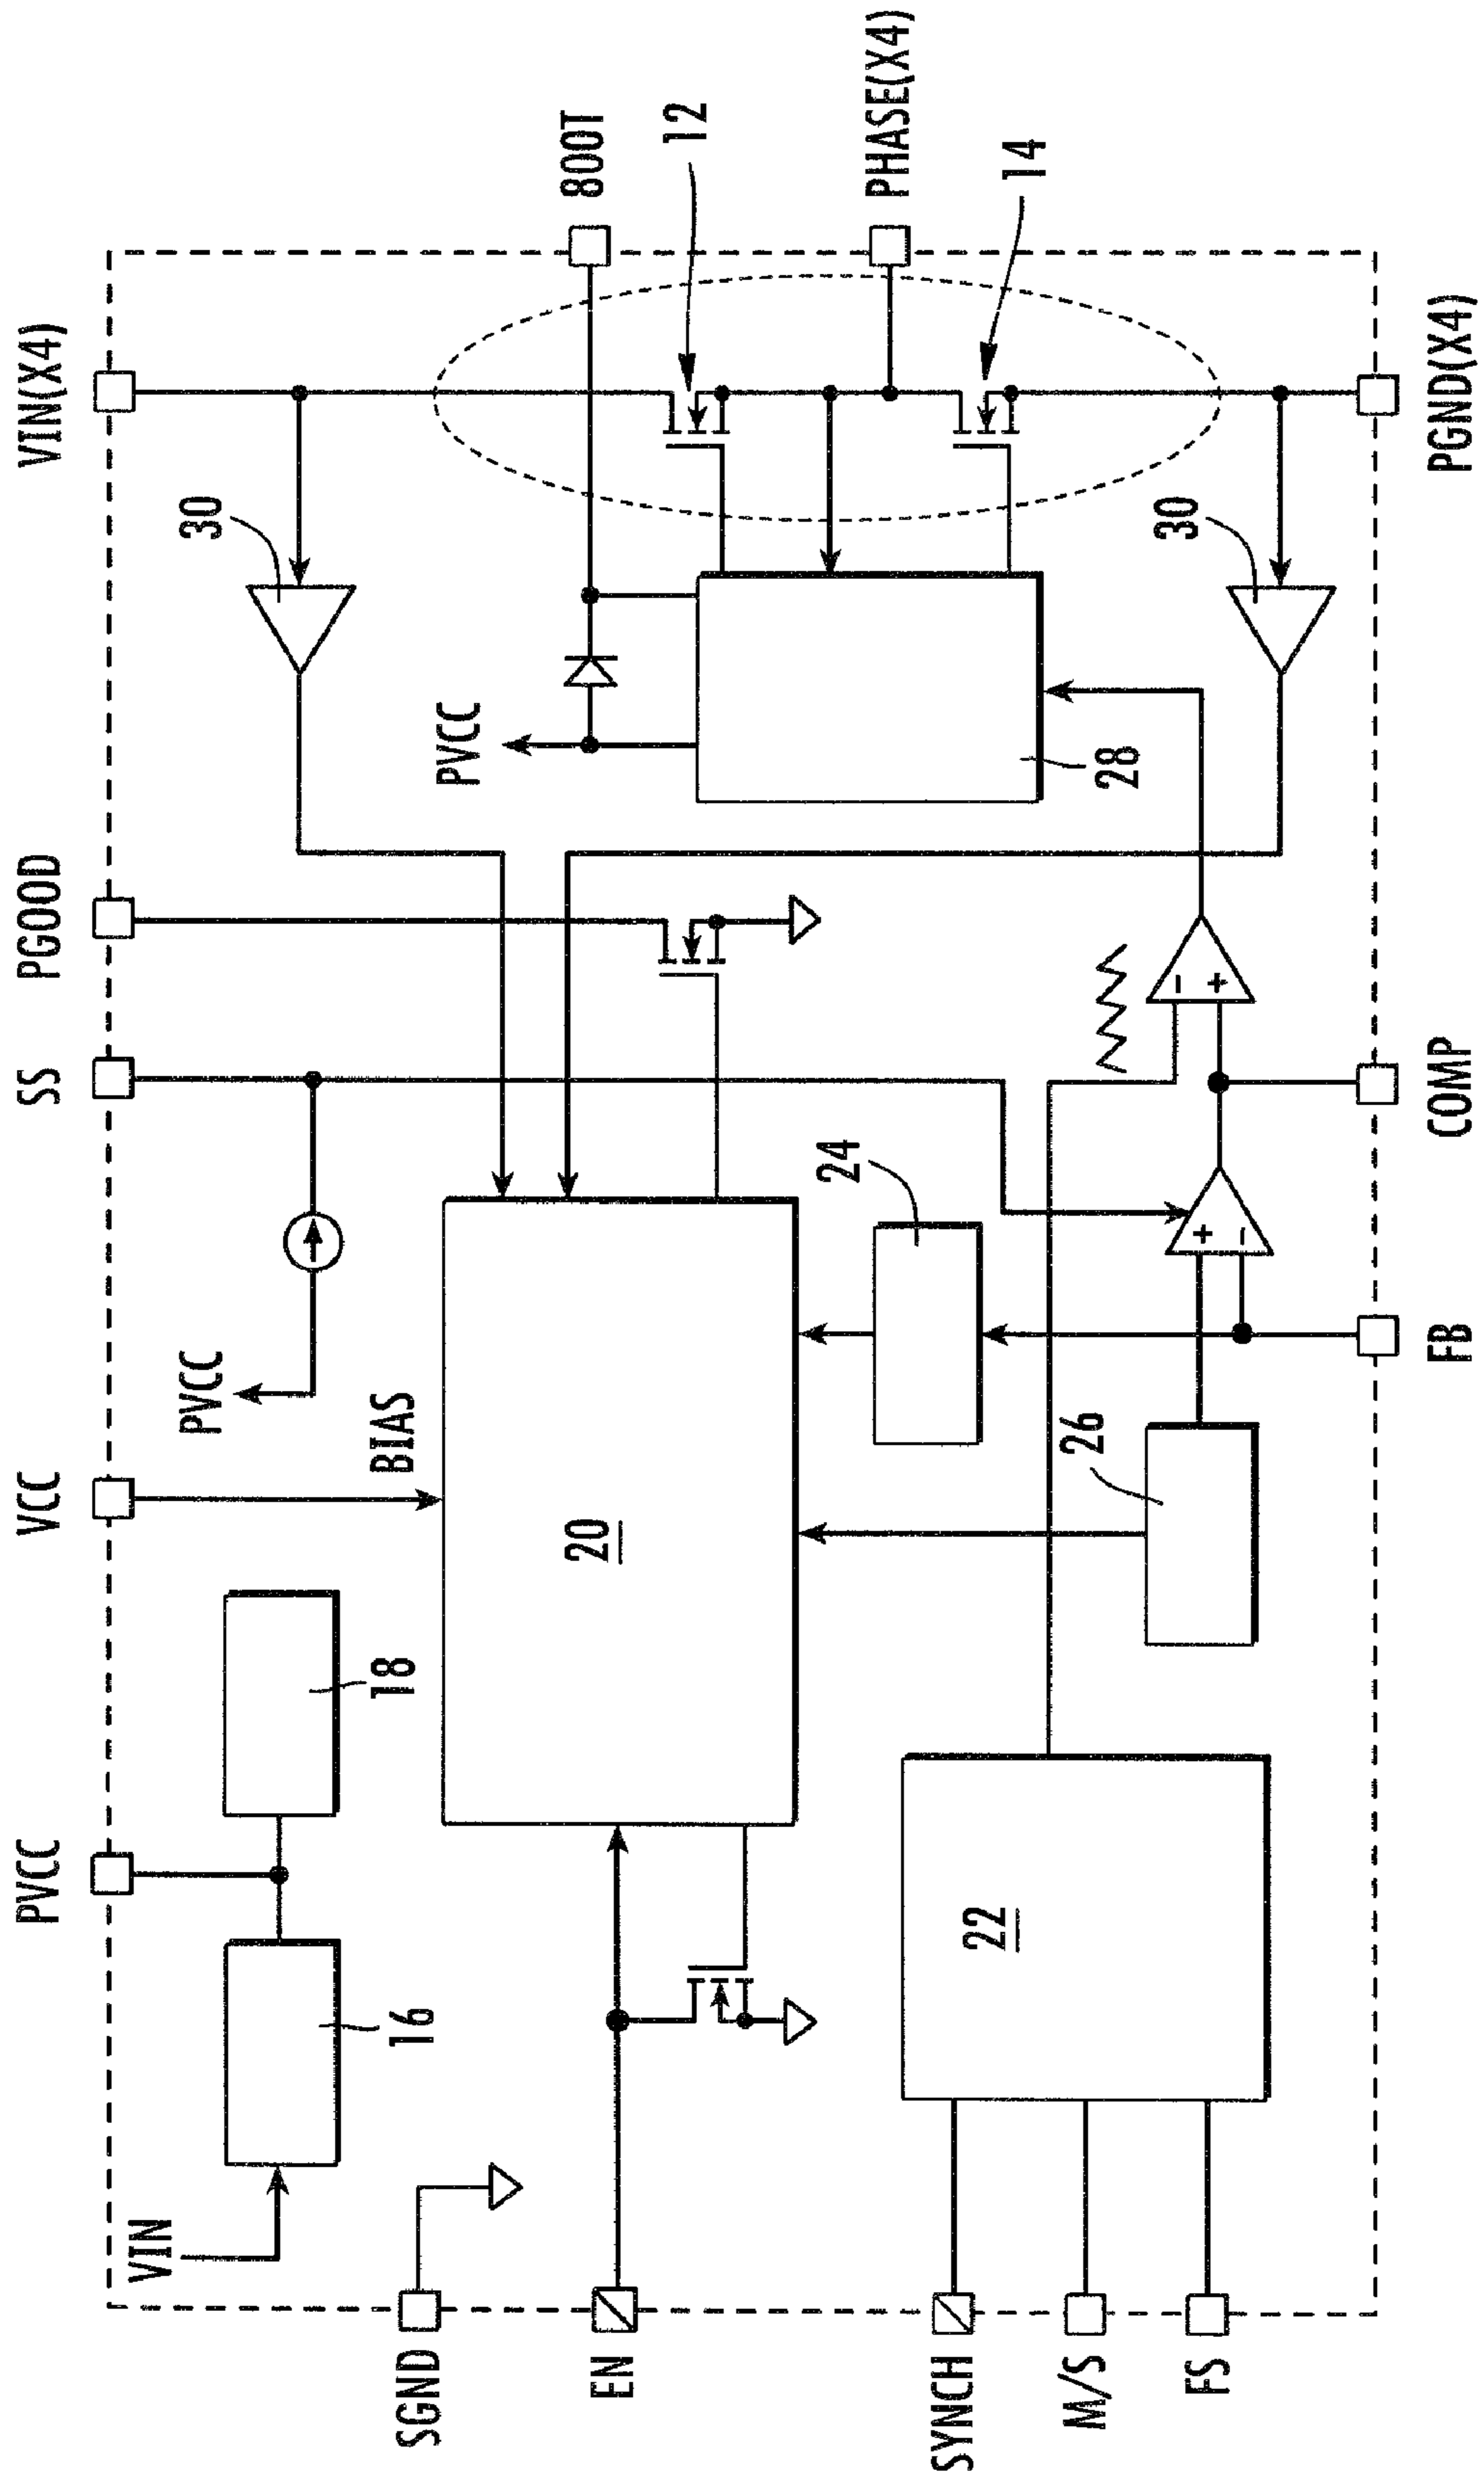 VIN(X4)
PGOOD
SS
VCC
PVCC
VIN
30
PVCC
18
16
BIAS
20
PVCC
800T
12
PHASE(X4)
14
28
30
24
26
22
+
-
-
+
SGND
EN
SYNCH
M/S
FS
FB
COMP
PGND(X4)